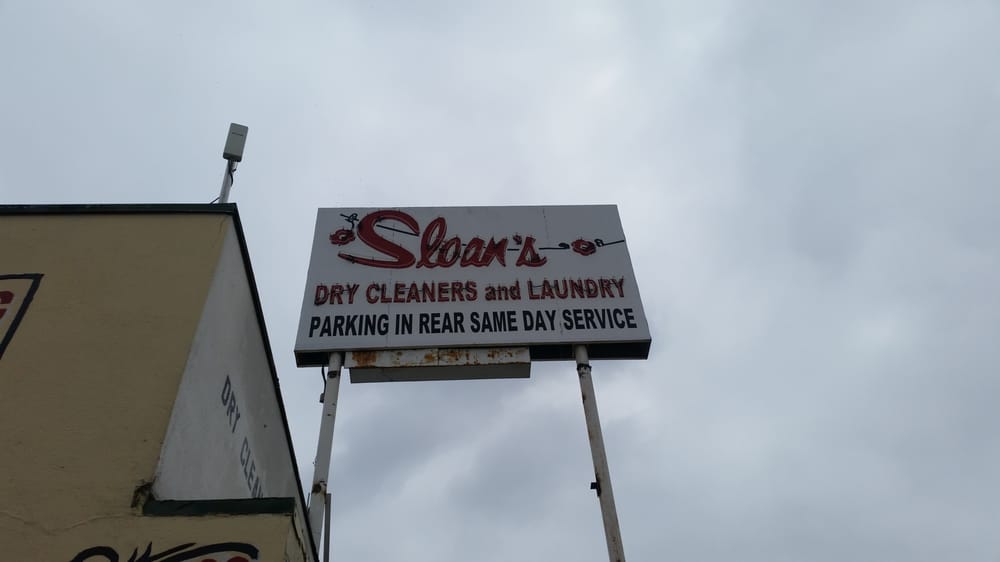 Sloan's
DRY CLEANERS and LAUNDRY
PARKING IN REAR SAME DAY SERVICE
DRY CLEA